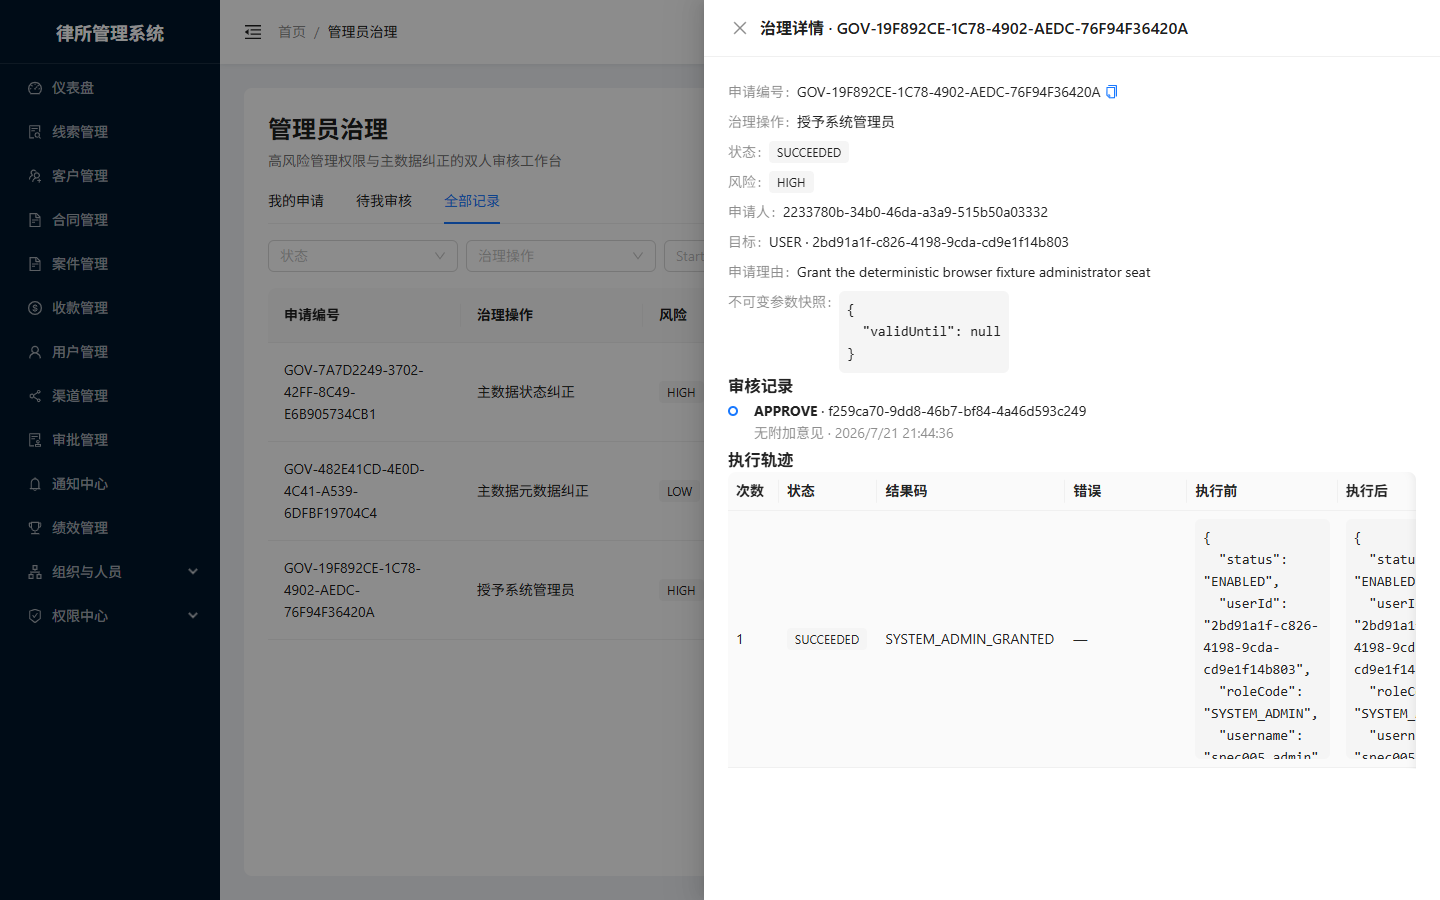 律所管理系统
仪表盘
线索管理
客户管理
合同管理
案件管理
收款管理
用户管理
渠道管理
审批管理
通知中心
绩效管理
组织与人员
权限中心
首页 / 管理员治理
管理员治理
高风险管理权限与主数据纠正的双人审核工作台
我的申请 待我审核 全部记录
状态 治理操作 Start
申请编号 治理操作 风险
GOV-7A7D2249-3702-
42FF-8C49-
E6B905734CB1
主数据状态纠正
HIGH
GOV-482E41CD-4E0D-
4C41-A539-
6DFBF19704C4
主数据元数据纠正
LOW
GOV-19F892CE-1C78-
4902-AEDC-
76F94F36420A
授予系统管理员
HIGH
治理详情 · GOV-19F892CE-1C78-4902-AEDC-76F94F36420A
申请编号: GOV-19F892CE-1C78-4902-AEDC-76F94F36420A
治理操作: 授予系统管理员
状态: SUCCEEDED
风险: HIGH
申请人: 2233780b-34b0-46da-a3a9-515b50a03332
目标: USER · 2bd91a1f-c826-4198-9cda-cd9e1f14b803
申请理由: Grant the deterministic browser fixture administrator seat
不可变参数快照:
{
"validUntil": null
}
审核记录
APPROVE · f259ca70-9dd8-46b7-bf84-4a46d593c249
无附加意见 · 2026/7/21 21:44:36
执行轨迹
次数 状态 结果码 错误 执行前 执行后
1 SUCCEEDED SYSTEM_ADMIN_GRANTED —
{
"status":
"ENABLED",
"userId":
"2bd91a1f-c826-
4198-9cda-
cd9e1f14b803",
"roleCode":
"SYSTEM_ADMIN",
"username":
"spec005_admin"
{
"statu
"ENABLED
"userI
"2bd91a1
4198-9cd
cd9e1f14
"roleC
"SYSTEM_
"usern
"spec005